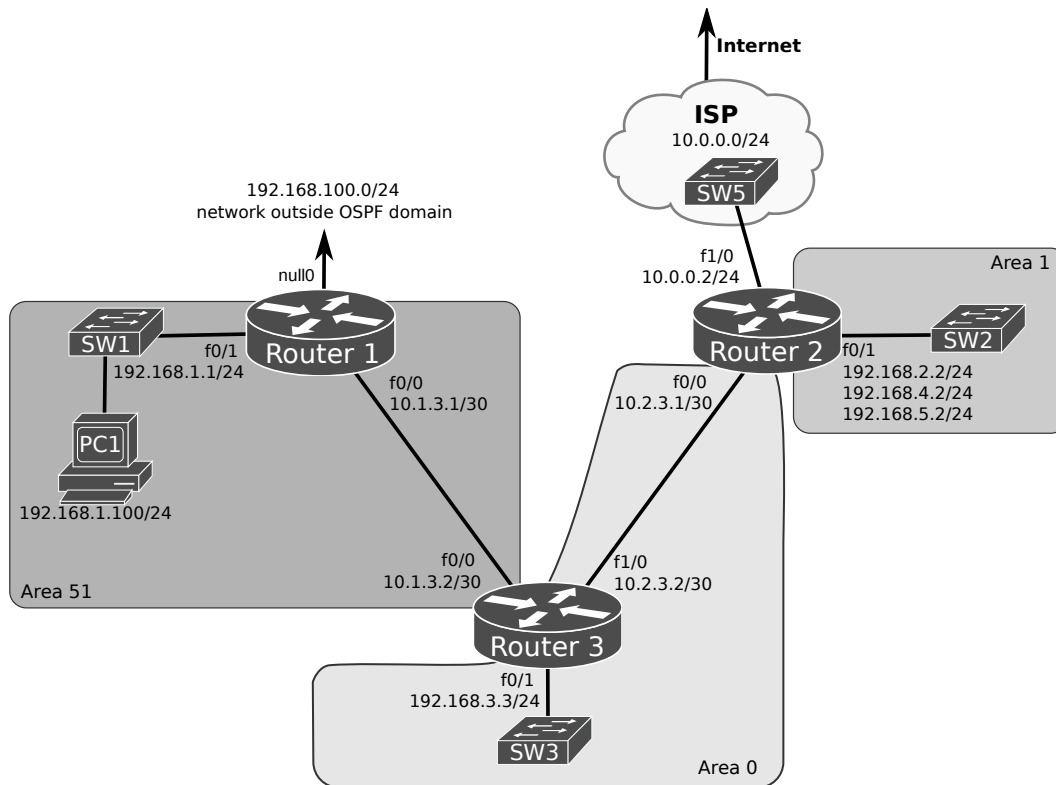 Internet
ISP
10.0.0.0/24
SW5
192.168.100.0/24
network outside OSPF domain
null0
f1/0
10.0.0.2/24
Area 1
SW1
Router 1
f0/1
192.168.1.1/24
Router 2
SW2
f0/1
192.168.2.2/24
192.168.4.2/24
192.168.5.2/24
f0/0
10.1.3.1/30
f0/0
10.2.3.1/30
PC1
192.168.1.100/24
f0/0
10.1.3.2/30
f1/0
10.2.3.2/30
Area 51
Router 3
f0/1
192.168.3.3/24
SW3
Area 0